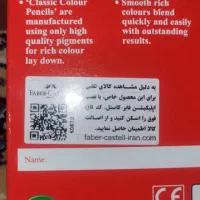 • 'Classic Colour
Pencils' are
manufactured
using only high
quality pigments
for rich colour
lay down.
• Smooth rich
colours blend
quickly and easily
with outstanding
results.
FABER-CASTELL
به دلیل مشاهده کالای تقلبی
برای این محصول خاص، با
اپلیکیشن فابر کاستل، کد QR
فوق را اسکن کنید و از اصالت
کالا اطمینان حاصل نمایید.
faber-castell-iran.com
Name:
CE